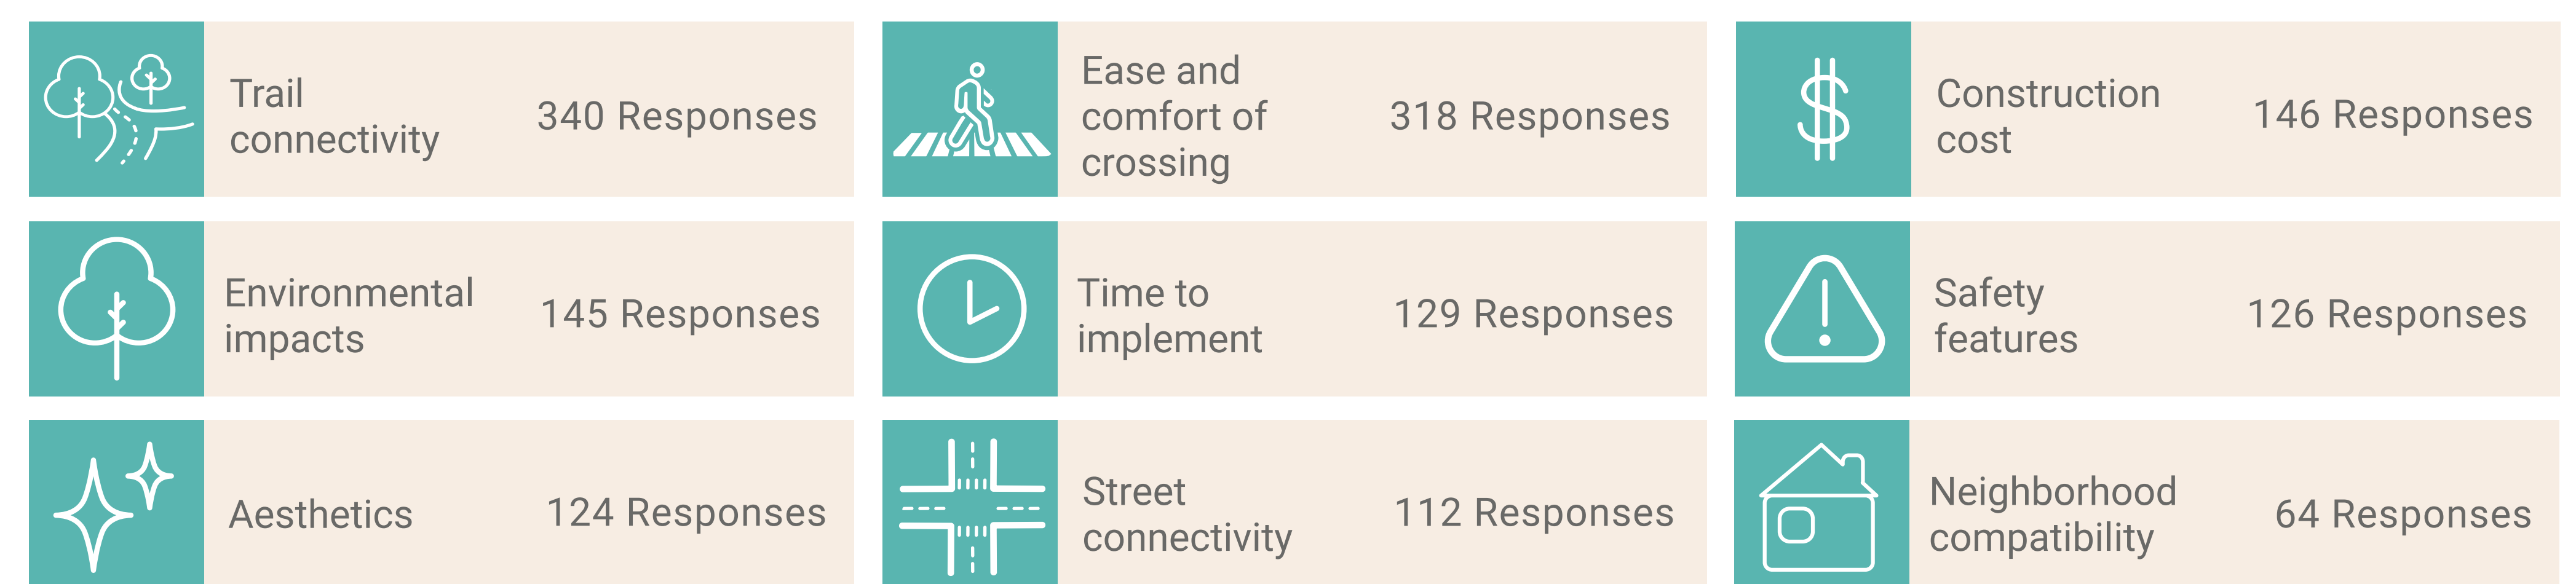 Trail
connectivity
340 Responses
Ease and
comfort of
crossing
318 Responses
Construction
cost
146 Responses
Environmental
impacts
145 Responses
Time to
implement
129 Responses
Safety
features
126 Responses
Aesthetics
124 Responses
Street
connectivity
112 Responses
Neighborhood
compatibility
64 Responses